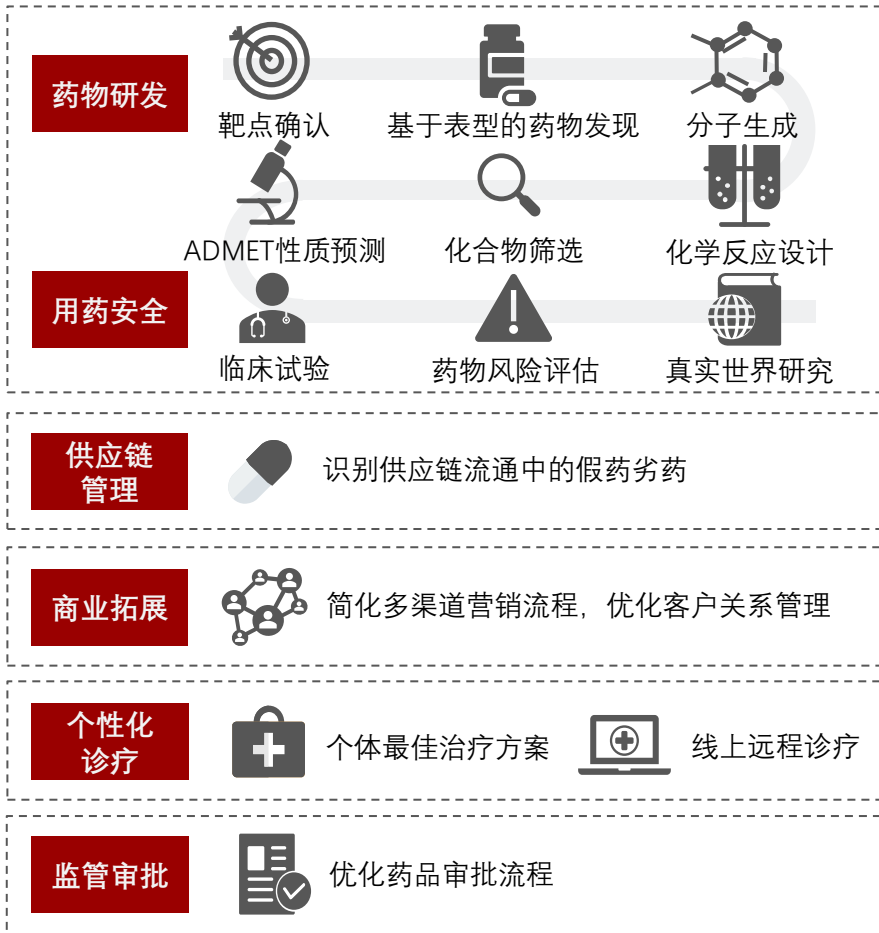 药物研发
靶点确认
基于表型的药物发现
分子生成
ADMET性质预测
化合物筛选
化学反应设计
用药安全
临床试验
药物风险评估
真实世界研究
供应链
管理
识别供应链流通中的假药劣药
商业拓展
简化多渠道营销流程，优化客户关系管理
个性化
诊疗
个体最佳治疗方案
线上远程诊疗
监管审批
优化药品审批流程